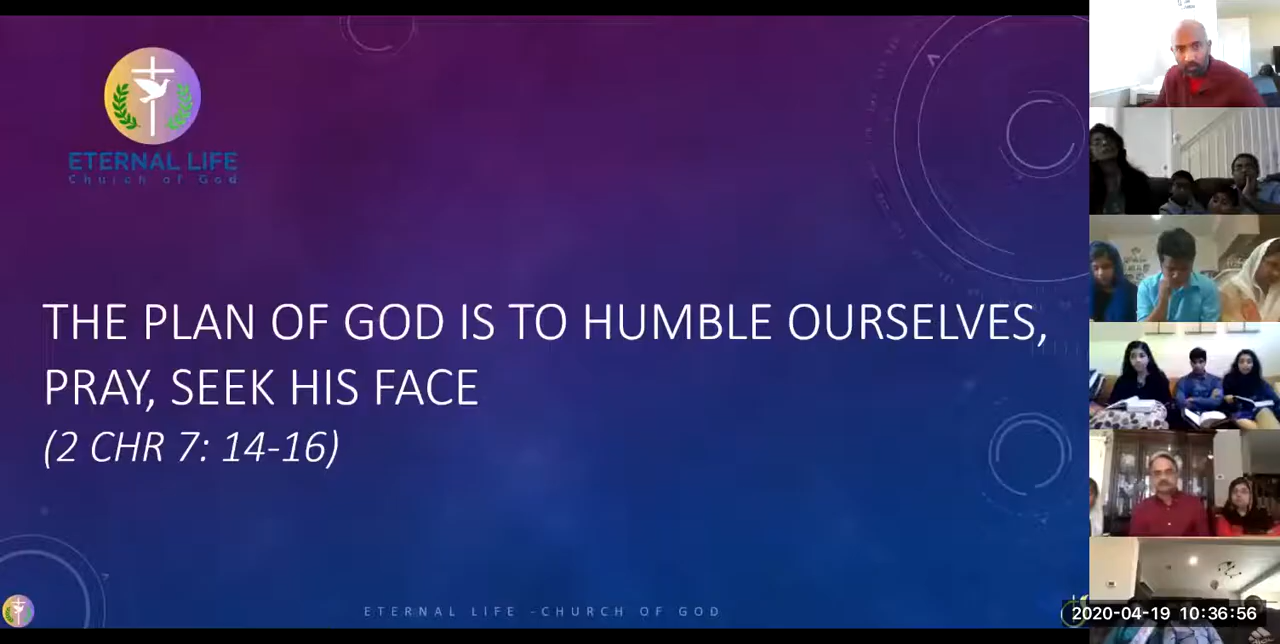 ETERNAL LIFE
Church of God
THE PLAN OF GOD IS TO HUMBLE OURSELVES,
PRAY, SEEK HIS FACE
(2 CHR 7: 14-16)
ETERNAL LIFE -CHURCH OF GOD
2020-04-19 10:36:56